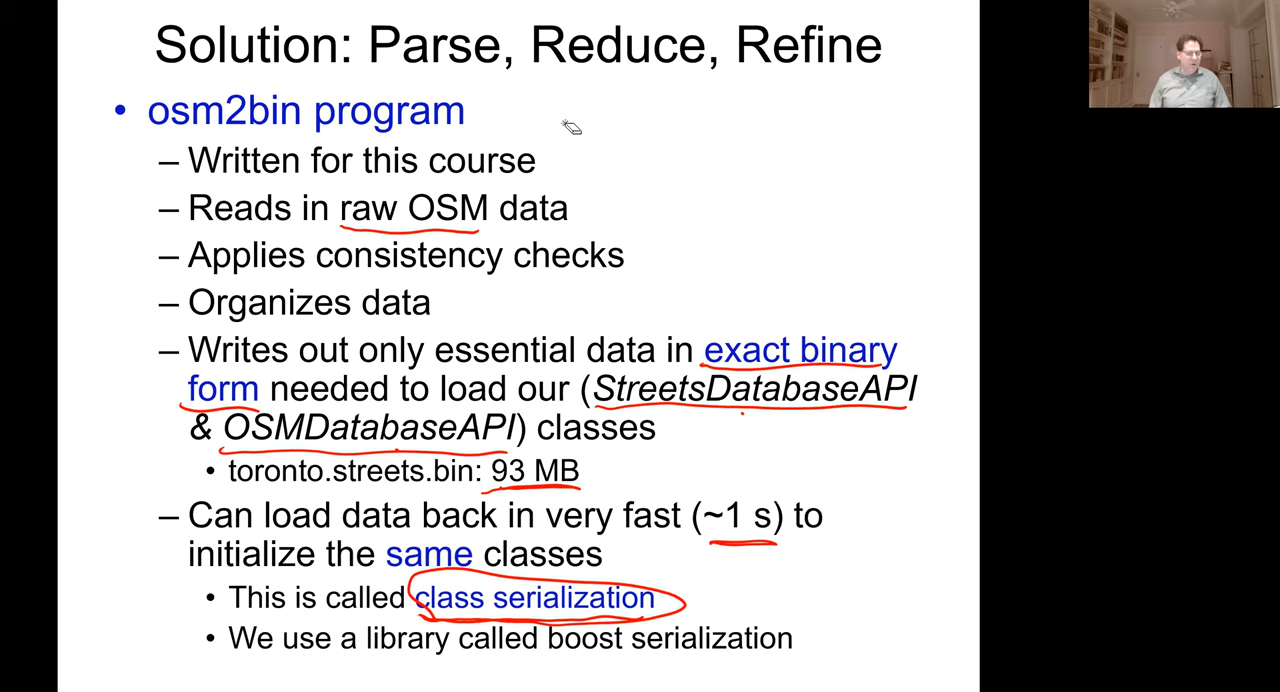 Solution: Parse, Reduce, Refine
• osm2bin program
– Written for this course
– Reads in raw OSM data
– Applies consistency checks
– Organizes data
– Writes out only essential data in exact binary
form needed to load our (StreetsDatabaseAPI
& OSMDatabaseAPI) classes
• toronto.streets.bin: 93 MB
– Can load data back in very fast (~1 s) to
initialize the same classes
• This is called class serialization
• We use a library called boost serialization